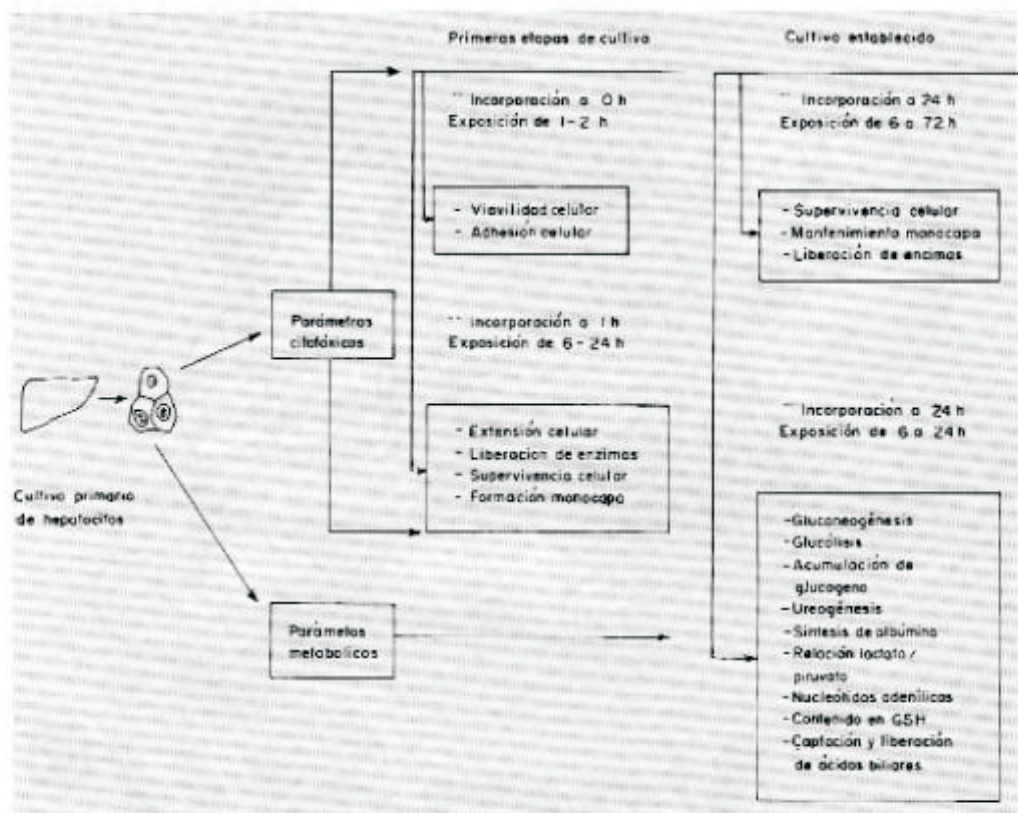 Primeras etapas de cultivo
Cultivo establecido
-- Incorporación a 0 h
Exposición de 1-2 h
-- Incorporación a 24 h
Exposición de 6 a 72 h
- Viavilidad celular
- Adhesión celular
- Supervivencia celular
- Mantenimiento monocapa
- Liberación de enzimas
Parámetros
citotóxicos
-- incorporación a 1 h
Exposición de 6-24 h
-- Incorporación a 24 h
Exposición de 6 a 24 h
- Extensión celular
- Liberacion de enzimas
- Supervivencia celular
- Formación monocapa
Cultivo primario
de hepatocitos
Parámetos
metabolicos
- Gluconeogénesis
- Glucólisis
- Acumulación de
glucogeno
- Ureogénesis
- Síntesis de albúmina
- Relación lactato /
piruvato
- Nucleótidos adenílicos
- Contenido en GSH
- Captación y liberación
de ácidos biliares